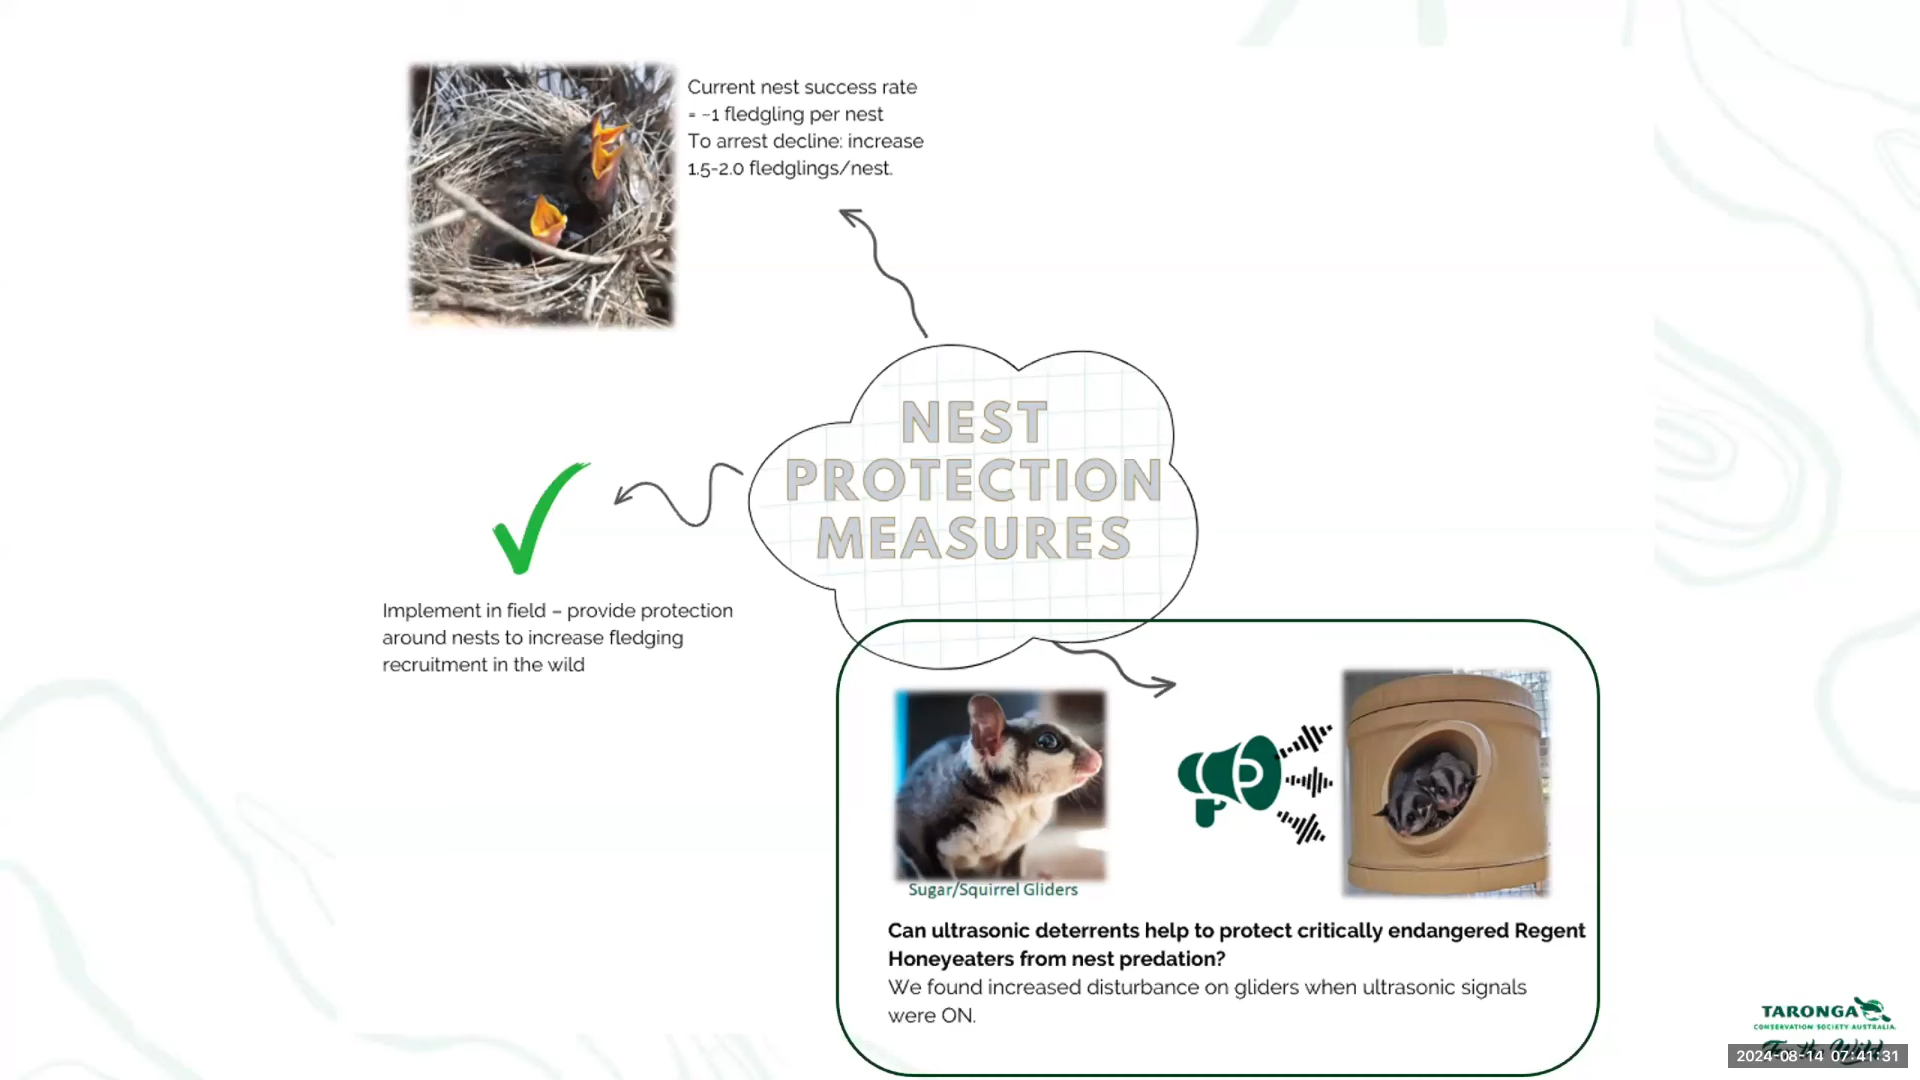 Current nest success rate
= ~1 fledgling per nest
To arrest decline: increase
1.5-2.0 fledglings/nest.
NEST
PROTECTION
MEASURES
Implement in field – provide protection
around nests to increase fledging
recruitment in the wild
Sugar/Squirrel Gliders
Can ultrasonic deterrents help to protect critically endangered Regent
Honeyeaters from nest predation?
We found increased disturbance on gliders when ultrasonic signals
were ON.
TARONGA
CONSERVATION SOCIETY AUSTRALIA
For the Wild
2024-08-14 07:41:31